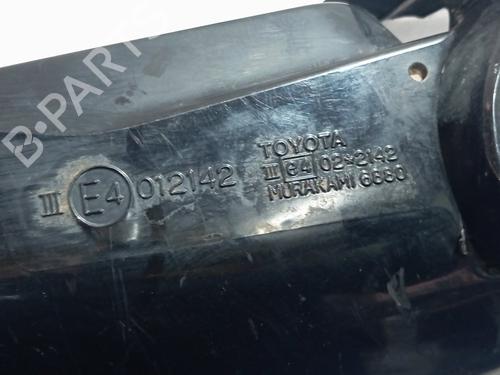 B-PARTS
III E4 012142
TOYOTA
III e4 02*2142
MURAKAMI 6660